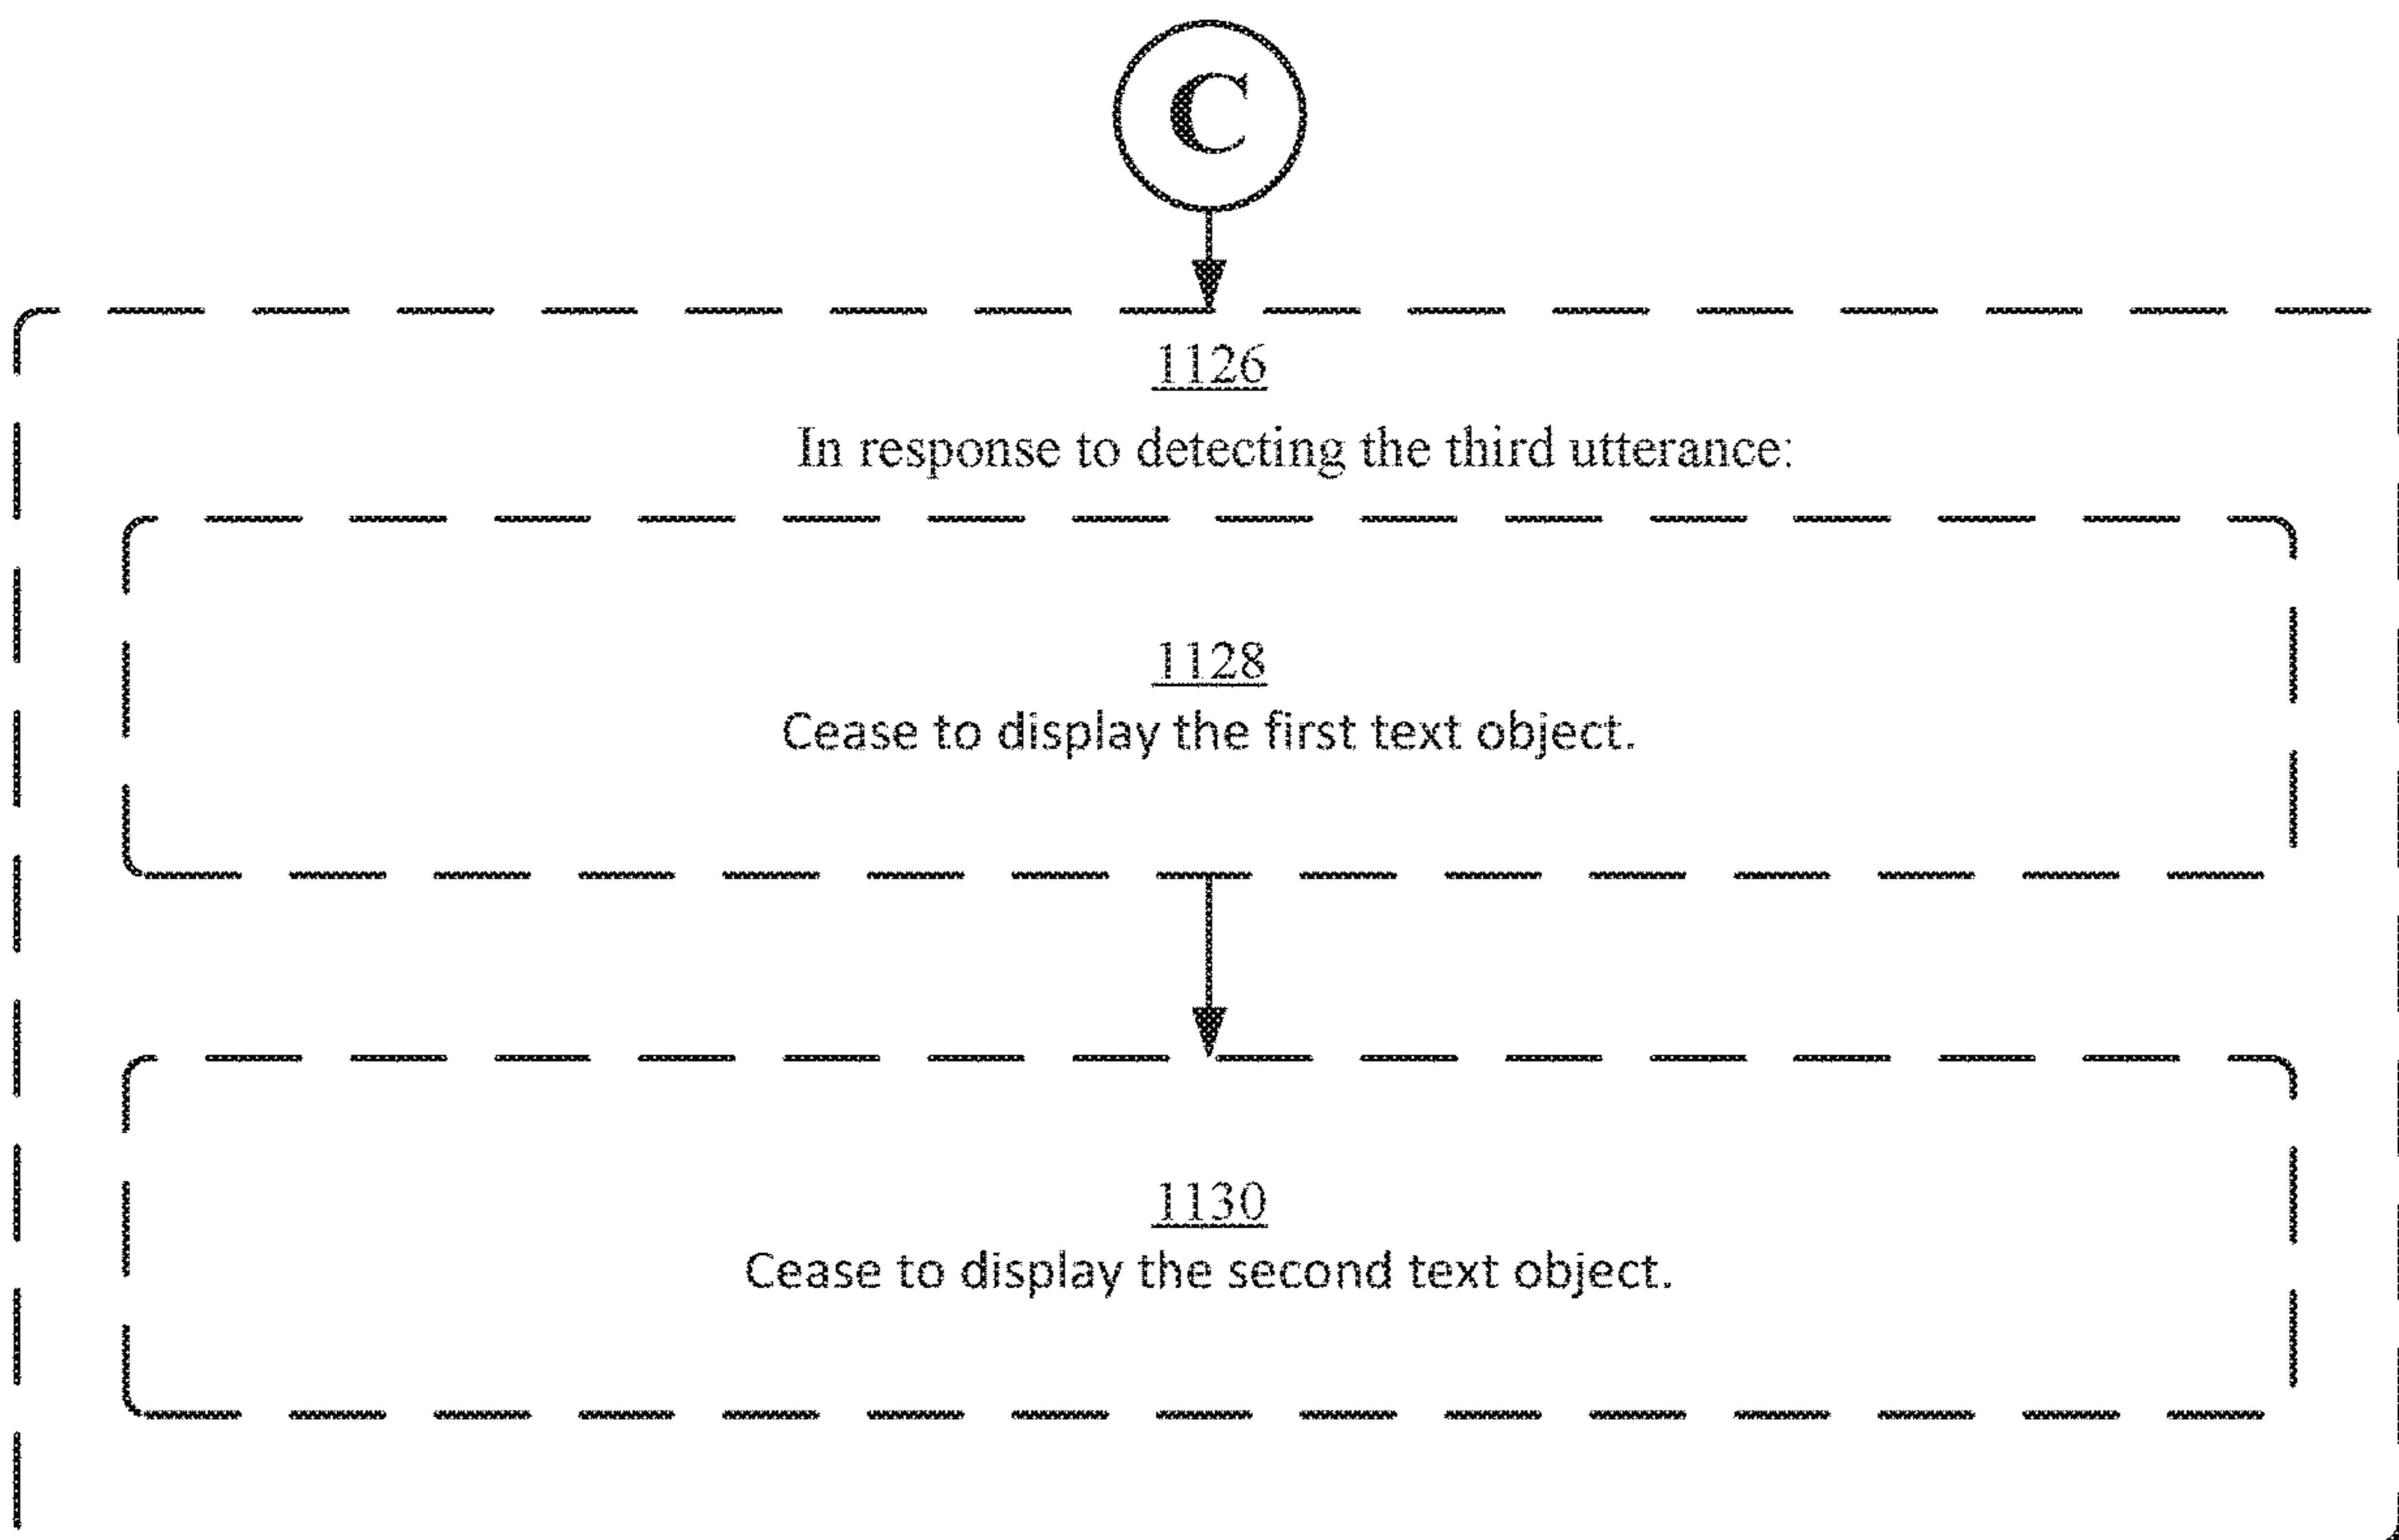 C
1126
In response to detecting the third utterance:
1128
Cease to display the first text object.
1130
Cease to display the second text object.